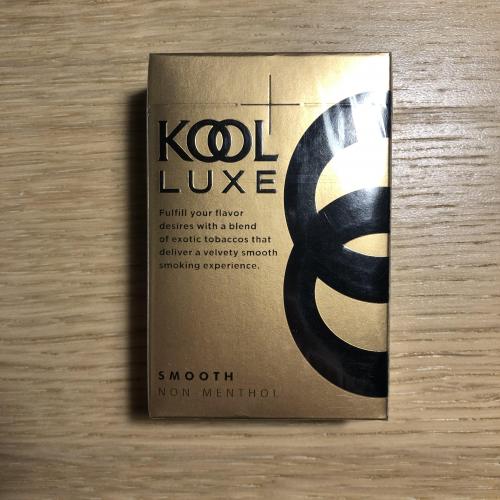 KOOL
LUXE
Fulfill your flavor
desires with a blend
of exotic tobaccos that
deliver a velvety smooth
smoking experience.
SMOOTH
NON-MENTHOL